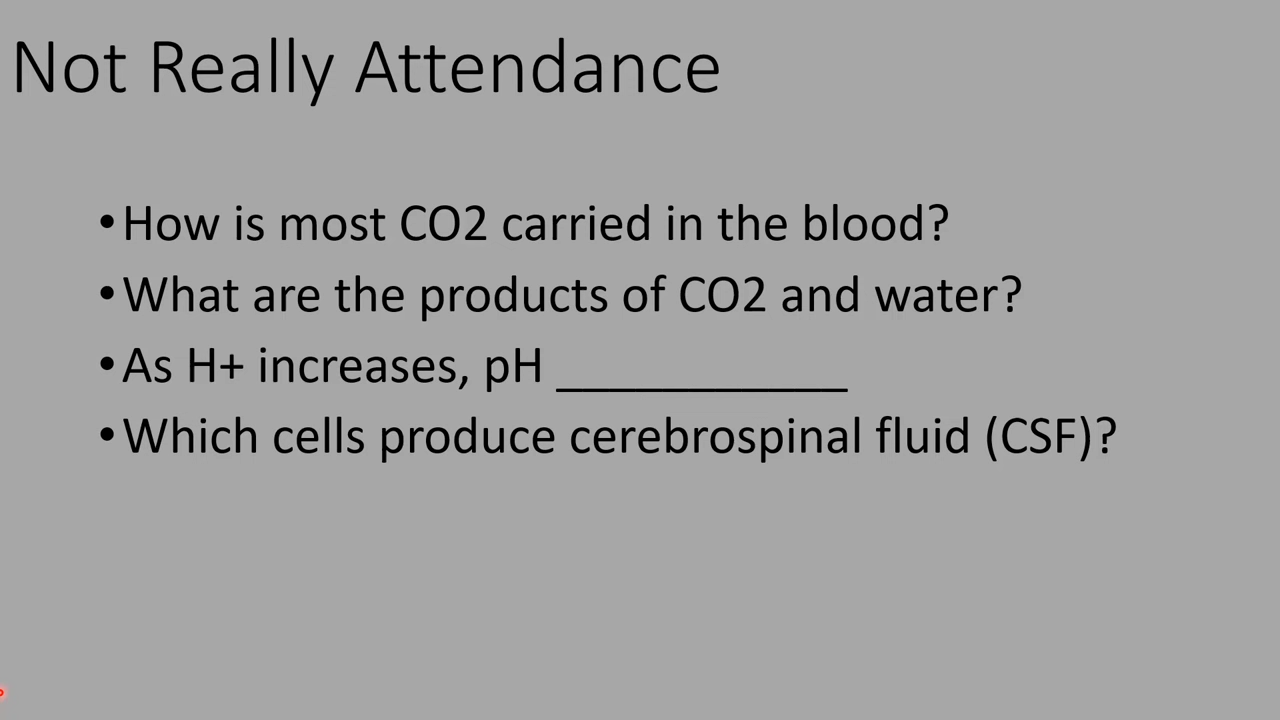 Not Really Attendance
•How is most CO2 carried in the blood?
•What are the products of CO2 and water?
•As H+ increases, pH ___________
•Which cells produce cerebrospinal fluid (CSF)?